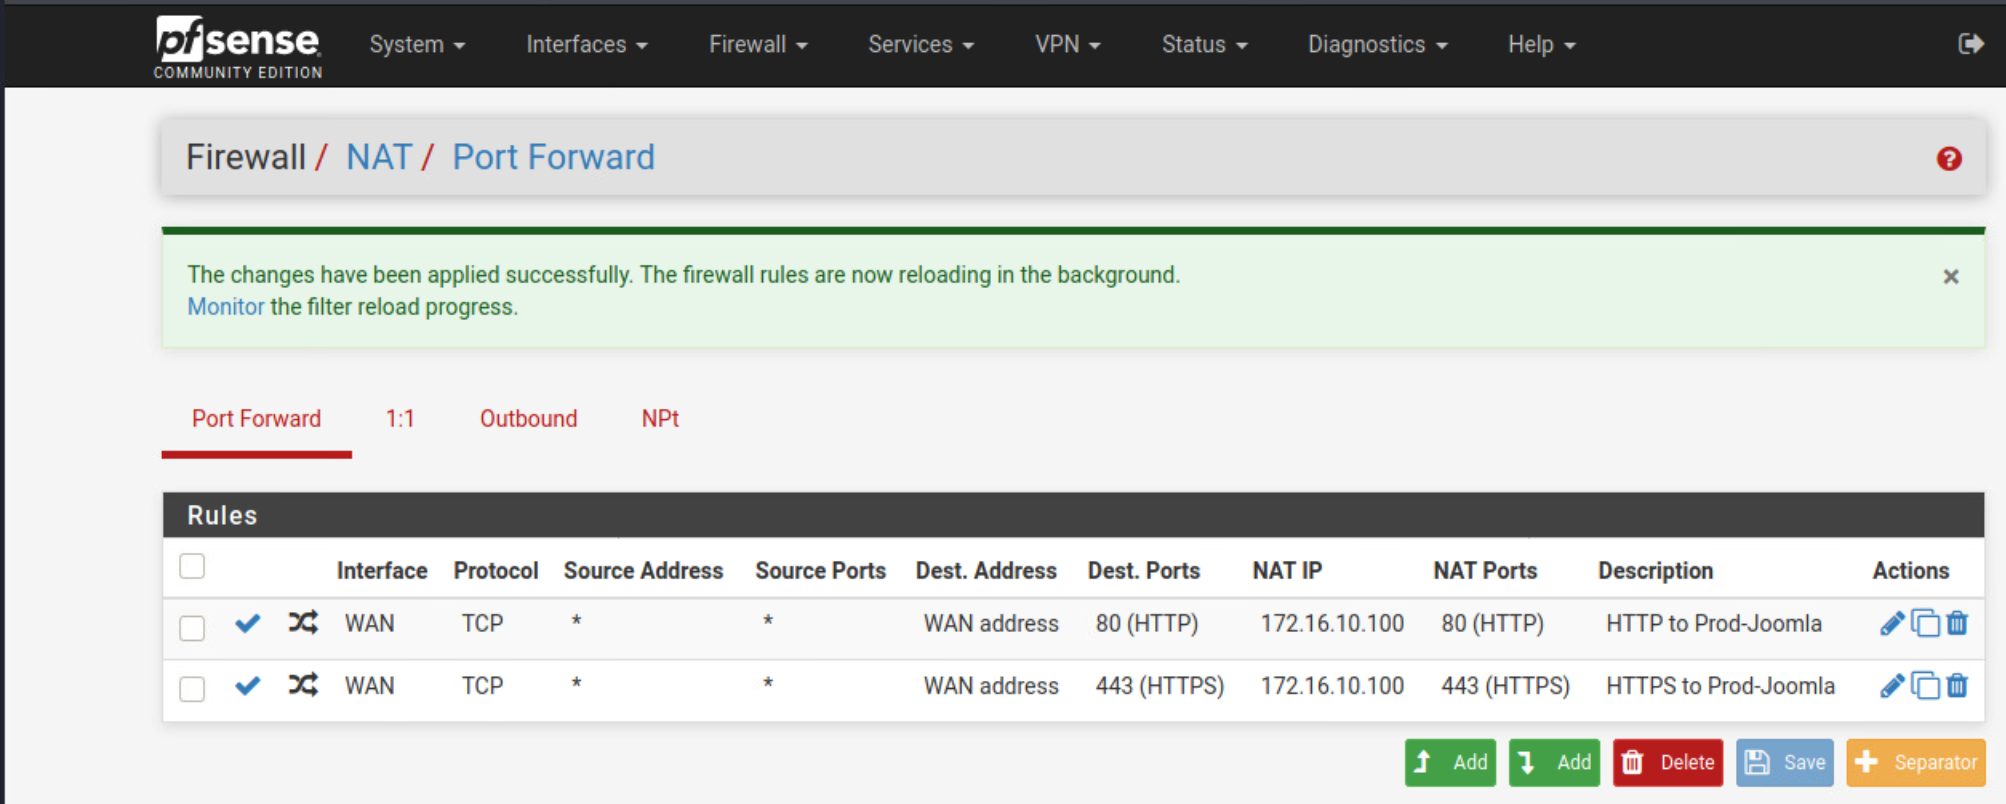 pfsense System Interfaces Firewall Services VPN Status Diagnostics Help
COMMUNITY EDITION
Firewall / NAT / Port Forward
The changes have been applied successfully. The firewall rules are now reloading in the background.
Monitor the filter reload progress.
Port Forward 1:1 Outbound NPt
Rules
Interface Protocol Source Address Source Ports Dest. Address Dest. Ports NAT IP NAT Ports Description Actions
WAN TCP * * WAN address 80 (HTTP) 172.16.10.100 80 (HTTP) HTTP to Prod-Joomla
WAN TCP * * WAN address 443 (HTTPS) 172.16.10.100 443 (HTTPS) HTTPS to Prod-Joomla
Add Add Delete Save Separator